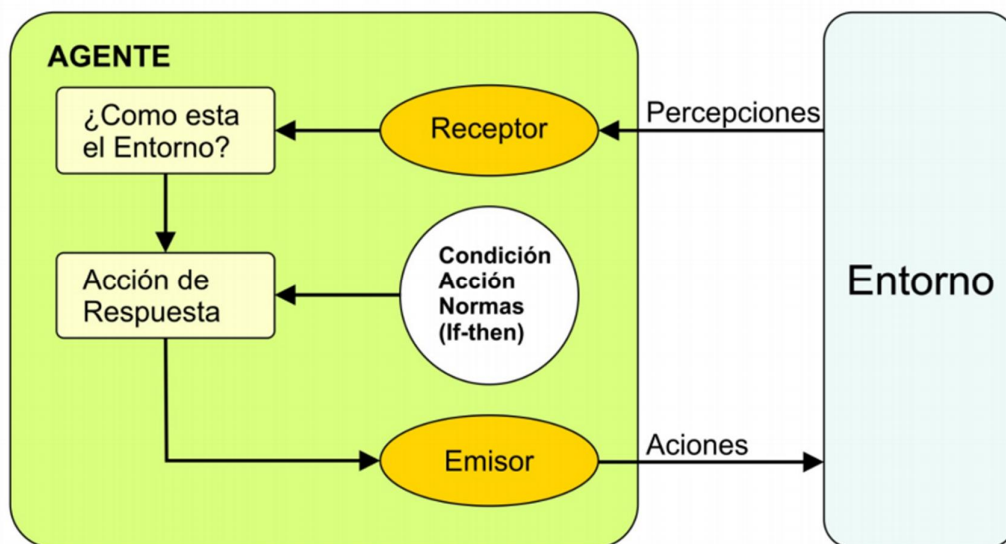 AGENTE
¿Como esta
el Entorno?
Receptor
Percepciones
Condición
Acción
Normas
(If-then)
Acción de
Respuesta
Entorno
Emisor
Aciones